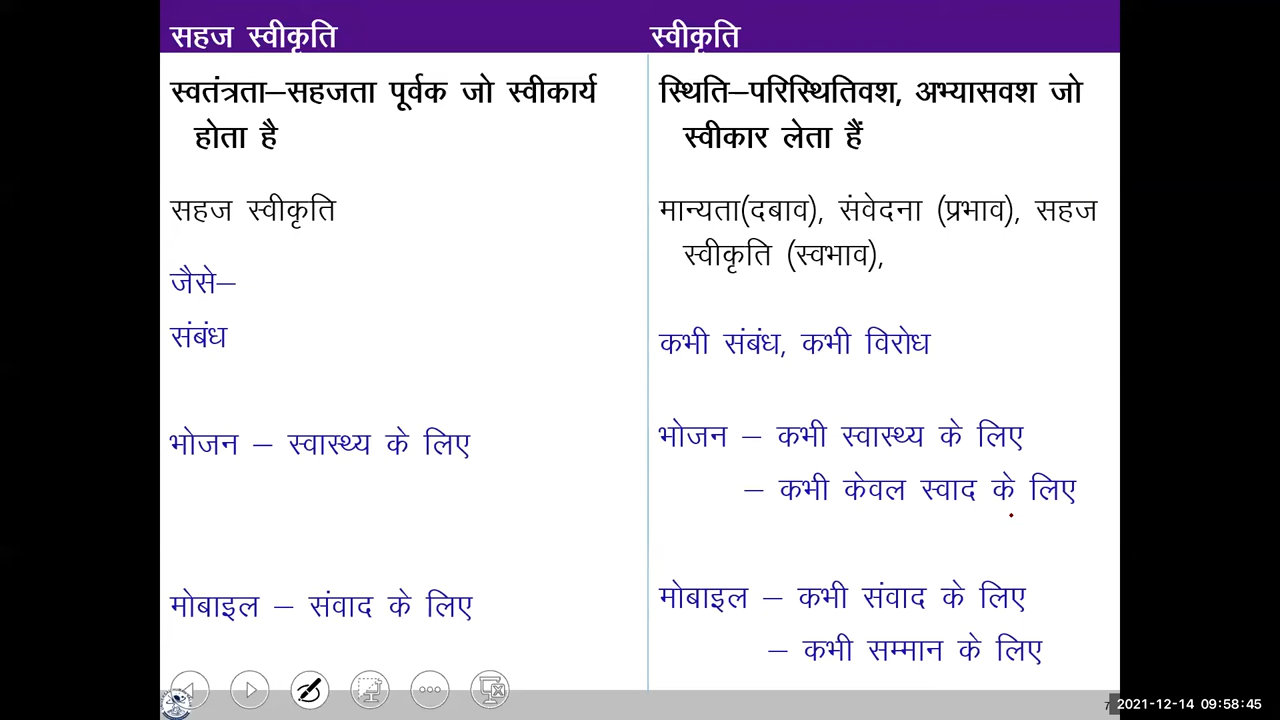 सहज स्वीकृति
स्वीकृति
स्वतंत्रता–सहजता पूर्वक जो स्वीकार्य
होता है
सहज स्वीकृति
जैसे–
संबंध
भोजन – स्वास्थ्य के लिए
मोबाइल – संवाद के लिए
स्थिति–परिस्थितिवश, अभ्यासवश जो
स्वीकार लेता हैं
मान्यता(दबाव), संवेदना (प्रभाव), सहज
स्वीकृति (स्वभाव),
कभी संबंध, कभी विरोध
भोजन – कभी स्वास्थ्य के लिए
– कभी केवल स्वाद के लिए
मोबाइल – कभी संवाद के लिए
– कभी सम्मान के लिए
7
2021-12-14 09:58:45